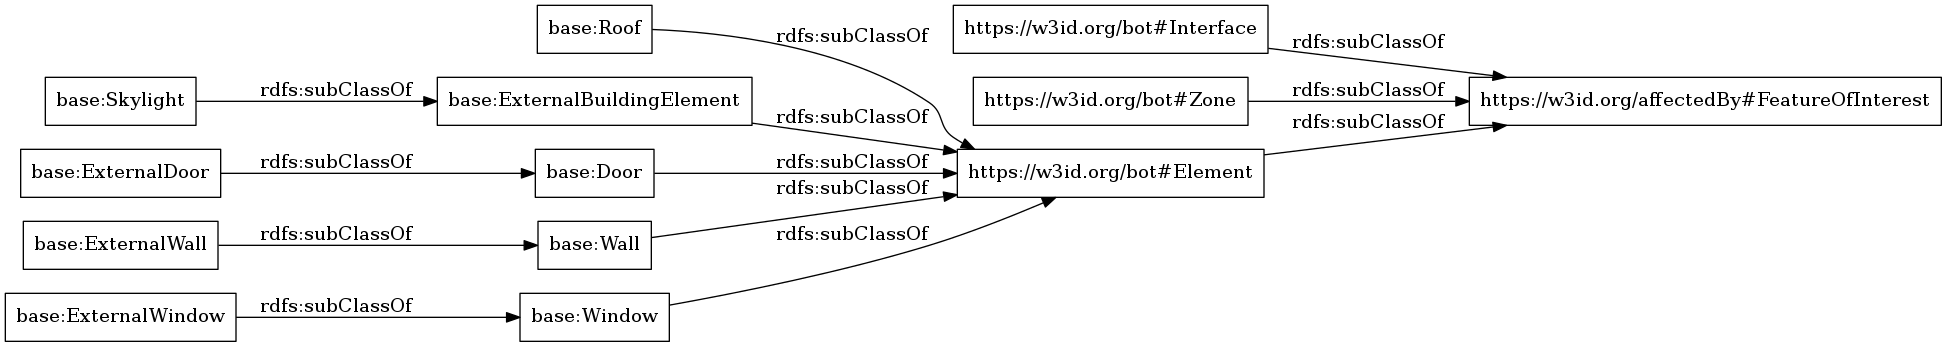 base:Roof
rdfs:subClassOf
https://w3id.org/bot#Interface
rdfs:subClassOf
base:Skylight
rdfs:subClassOf
base:ExternalBuildingElement
rdfs:subClassOf
https://w3id.org/bot#Zone
rdfs:subClassOf
https://w3id.org/affectedBy#FeatureOfInterest
rdfs:subClassOf
base:ExternalDoor
rdfs:subClassOf
base:Door
rdfs:subClassOf
https://w3id.org/bot#Element
rdfs:subClassOf
base:ExternalWall
rdfs:subClassOf
base:Wall
rdfs:subClassOf
base:ExternalWindow
rdfs:subClassOf
base:Window